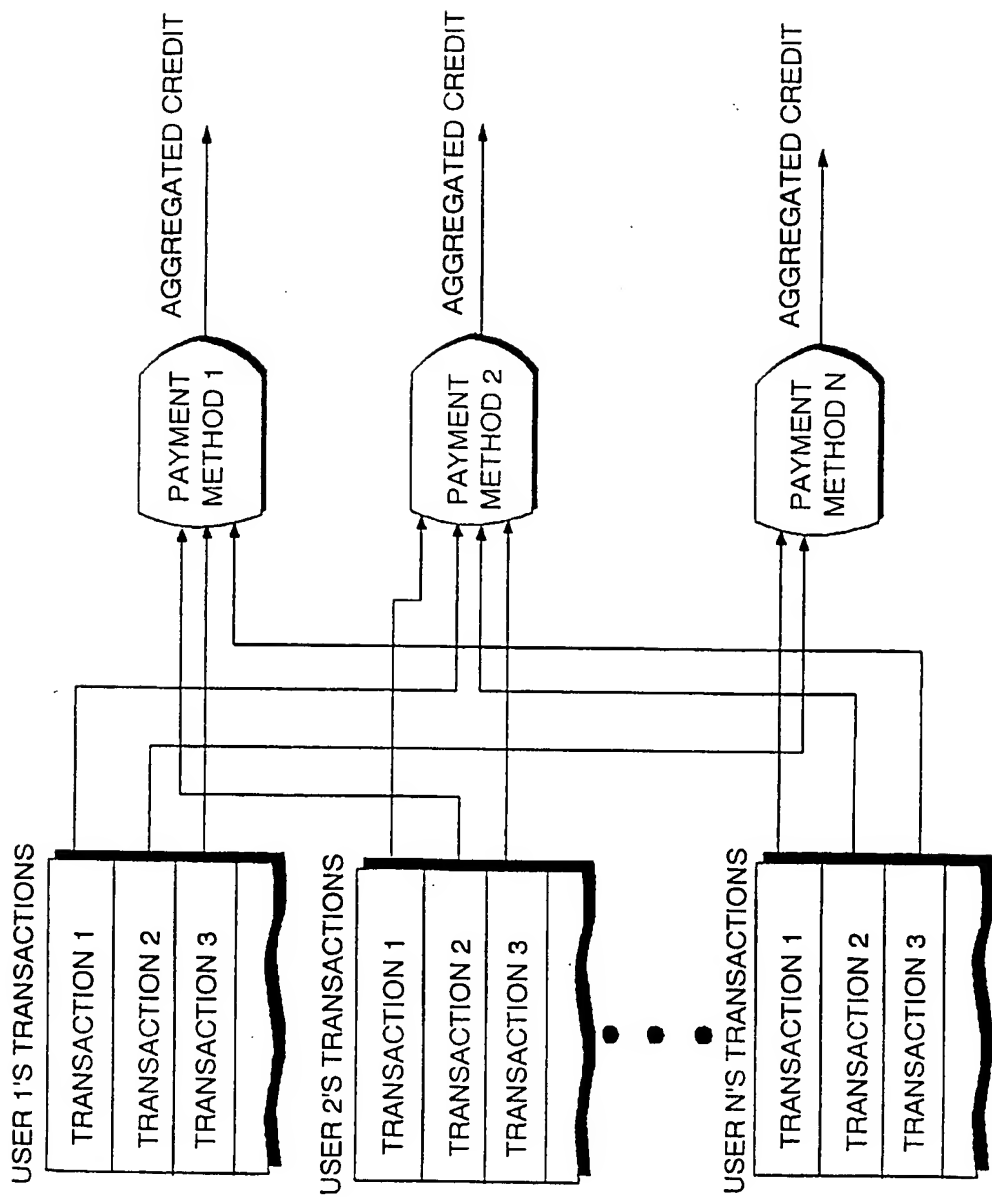 USER 1'S TRANSACTIONS
TRANSACTION 1
TRANSACTION 2
TRANSACTION 3
USER 2'S TRANSACTIONS
TRANSACTION 1
TRANSACTION 2
TRANSACTION 3
USER N'S TRANSACTIONS
TRANSACTION 1
TRANSACTION 2
TRANSACTION 3
PAYMENT
METHOD 1
PAYMENT
METHOD 2
PAYMENT
METHOD N
AGGREGATED CREDIT
AGGREGATED CREDIT
AGGREGATED CREDIT